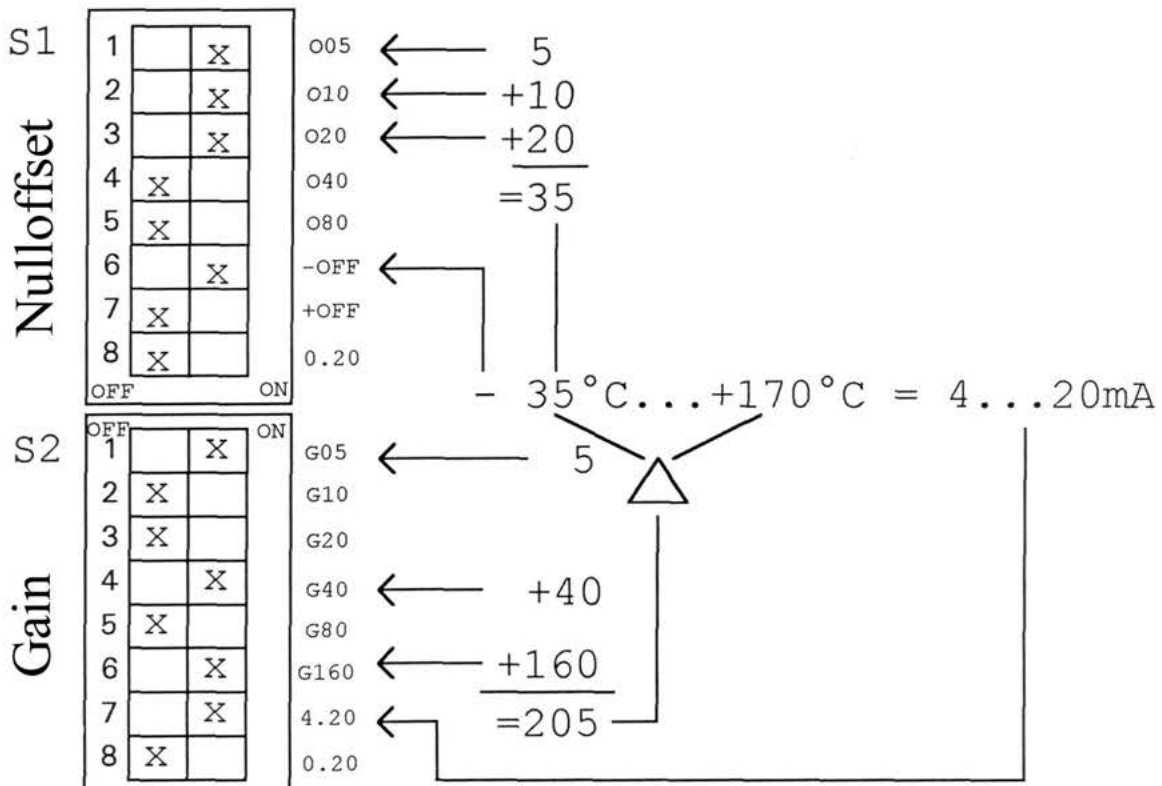 S1
Nulloffset
1 X O05 5
2 X O10 +10
3 X O20 +20
4 X O40 =35
5 X O80
6 X -OFF
7 X +OFF
8 X 0.20
OFF ON
- 35°C...+170°C = 4...20mA
S2
Gain
OFF ON
1 X G05 5
2 X G10
3 X G20
4 X G40 +40
5 X G80
6 X G160 +160
7 X 4.20 =205
8 X 0.20